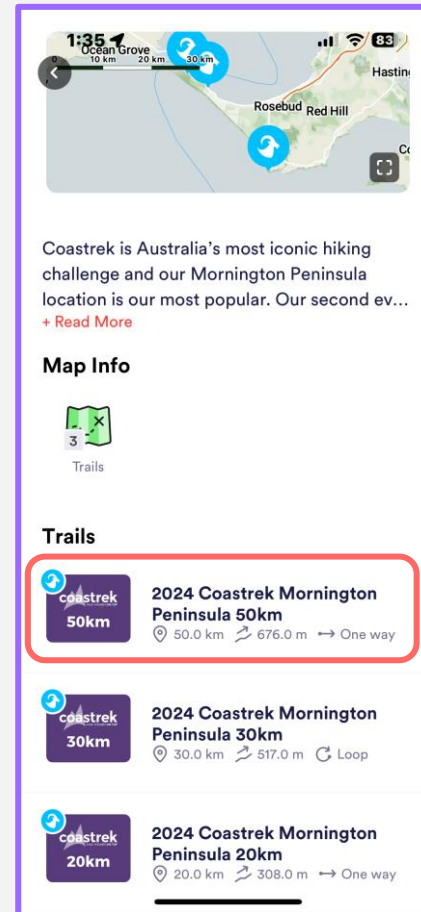 1:35
83
Ocean Grove
0 10 km 20 km 30 km
Hastin
Rosebud
Red Hill
Co
Coastrek is Australia's most iconic hiking
challenge and our Mornington Peninsula
location is our most popular. Our second ev...
+ Read More
Map Info
3
Trails
Trails
coastrek
50km
2024 Coastrek Mornington
Peninsula 50km
50.0 km 676.0 m One way
coastrek
30km
2024 Coastrek Mornington
Peninsula 30km
30.0 km 517.0 m Loop
coastrek
20km
2024 Coastrek Mornington
Peninsula 20km
20.0 km 308.0 m One way